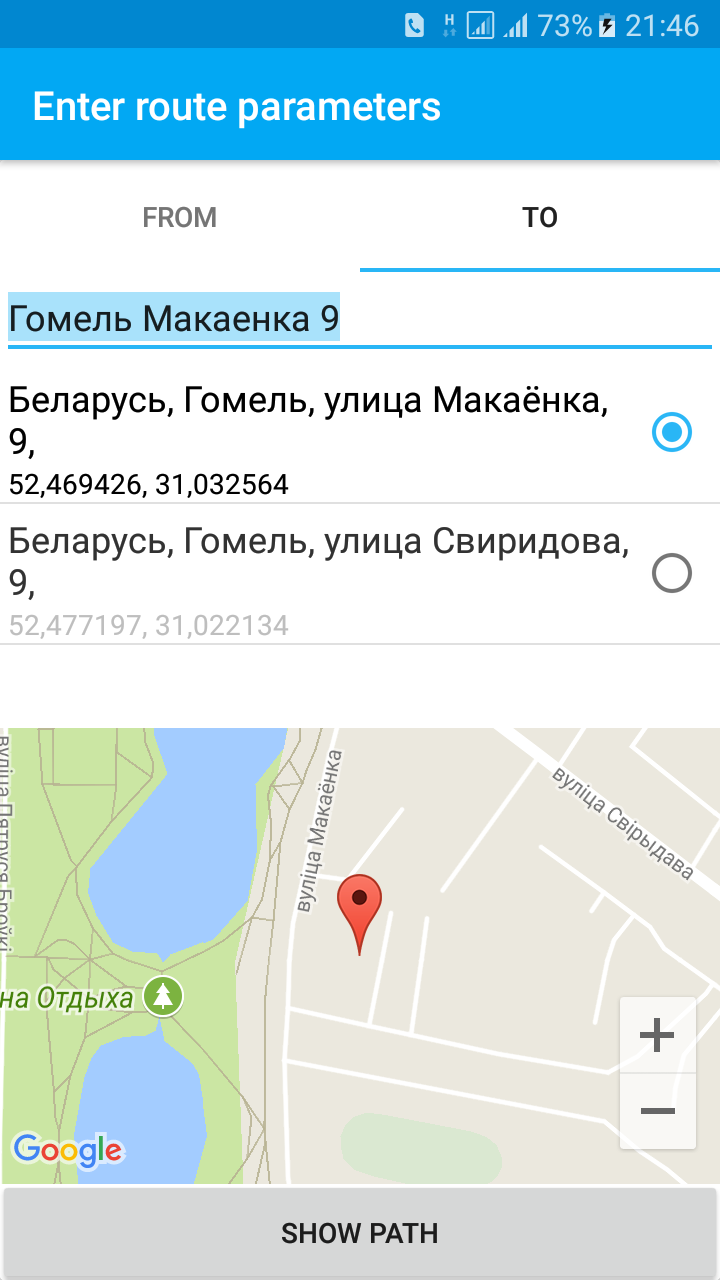 H 73% 21:46
Enter route parameters
FROM TO
Гомель Макаенка 9
Беларусь, Гомель, улица Макаёнка,
9,
52,469426, 31,032564
Беларусь, Гомель, улица Свиридова,
9,
52,477197, 31,022134
вуліца Макаёнка
вуліца Свірыдава
вуліца Петруся Броўкі
на Отдыха
Google
SHOW PATH